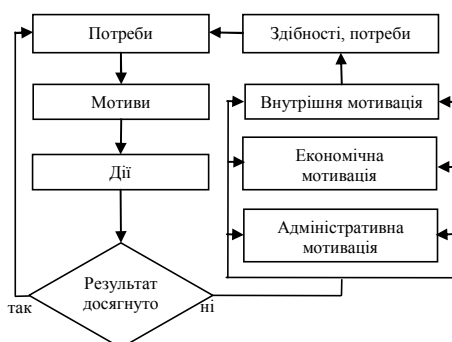 Потреби
Здібності, потреби
Мотиви
Внутрішня мотивація
Дії
Економічна
мотивація
Адміністративна
мотивація
Результат
досягнуто
так
ні